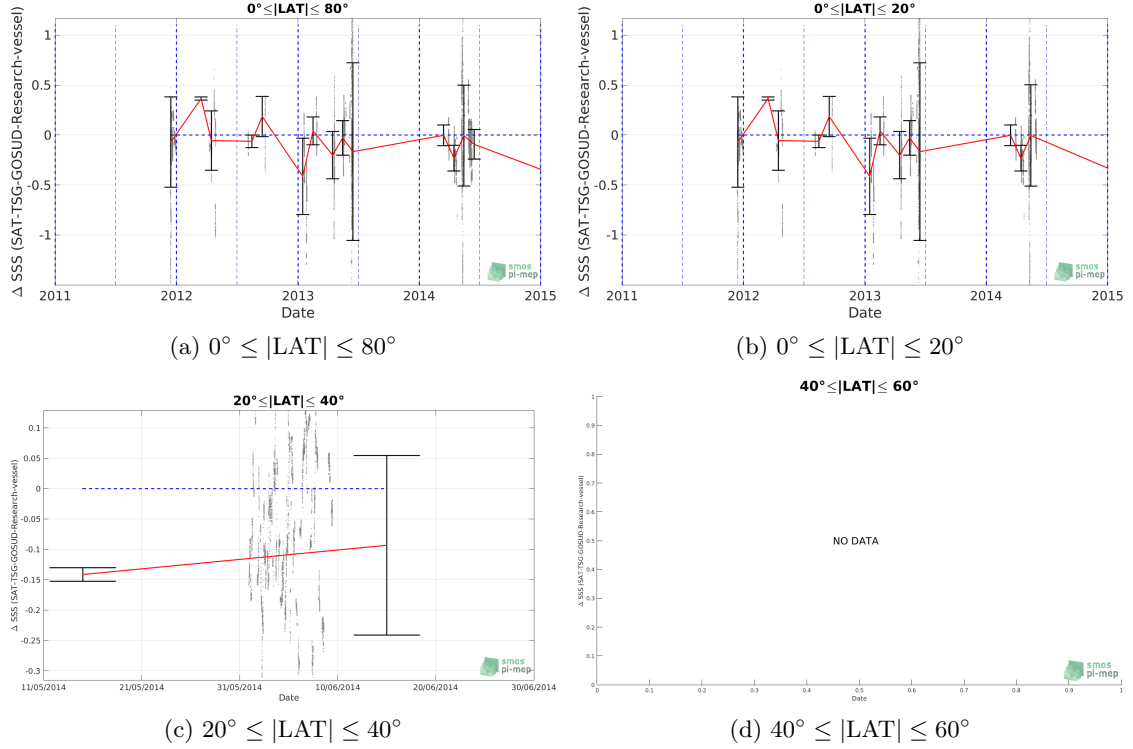 0°≤|LAT|≤ 80°
Δ SSS (SAT-TSG-GOSUD-Research-vessel)
1
0.5
0
-0.5
-1
2011 2012 2013 2014 2015
Date
smos
pi-mep
(a) 0° ≤ |LAT| ≤ 80°
0°≤|LAT|≤ 20°
Δ SSS (SAT-TSG-GOSUD-Research-vessel)
1
0.5
0
-0.5
-1
2011 2012 2013 2014 2015
Date
smos
pi-mep
(b) 0° ≤ |LAT| ≤ 20°
20°≤|LAT|≤ 40°
Δ SSS (SAT-TSG-GOSUD-Research-vessel)
0.1
0.05
0
-0.05
-0.1
-0.15
-0.2
-0.25
-0.3
11/05/2014 21/05/2014 31/05/2014 10/06/2014 20/06/2014 30/06/2014
Date
smos
pi-mep
(c) 20° ≤ |LAT| ≤ 40°
40°≤|LAT|≤ 60°
Δ SSS (SAT-TSG-GOSUD-Research-vessel)
1
0.9
0.8
0.7
0.6
0.5
0.4
0.3
0.2
0.1
0
NO DATA
0 0.1 0.2 0.3 0.4 0.5 0.6 0.7 0.8 0.9 1
Date
smos
pi-mep
(d) 40° ≤ |LAT| ≤ 60°